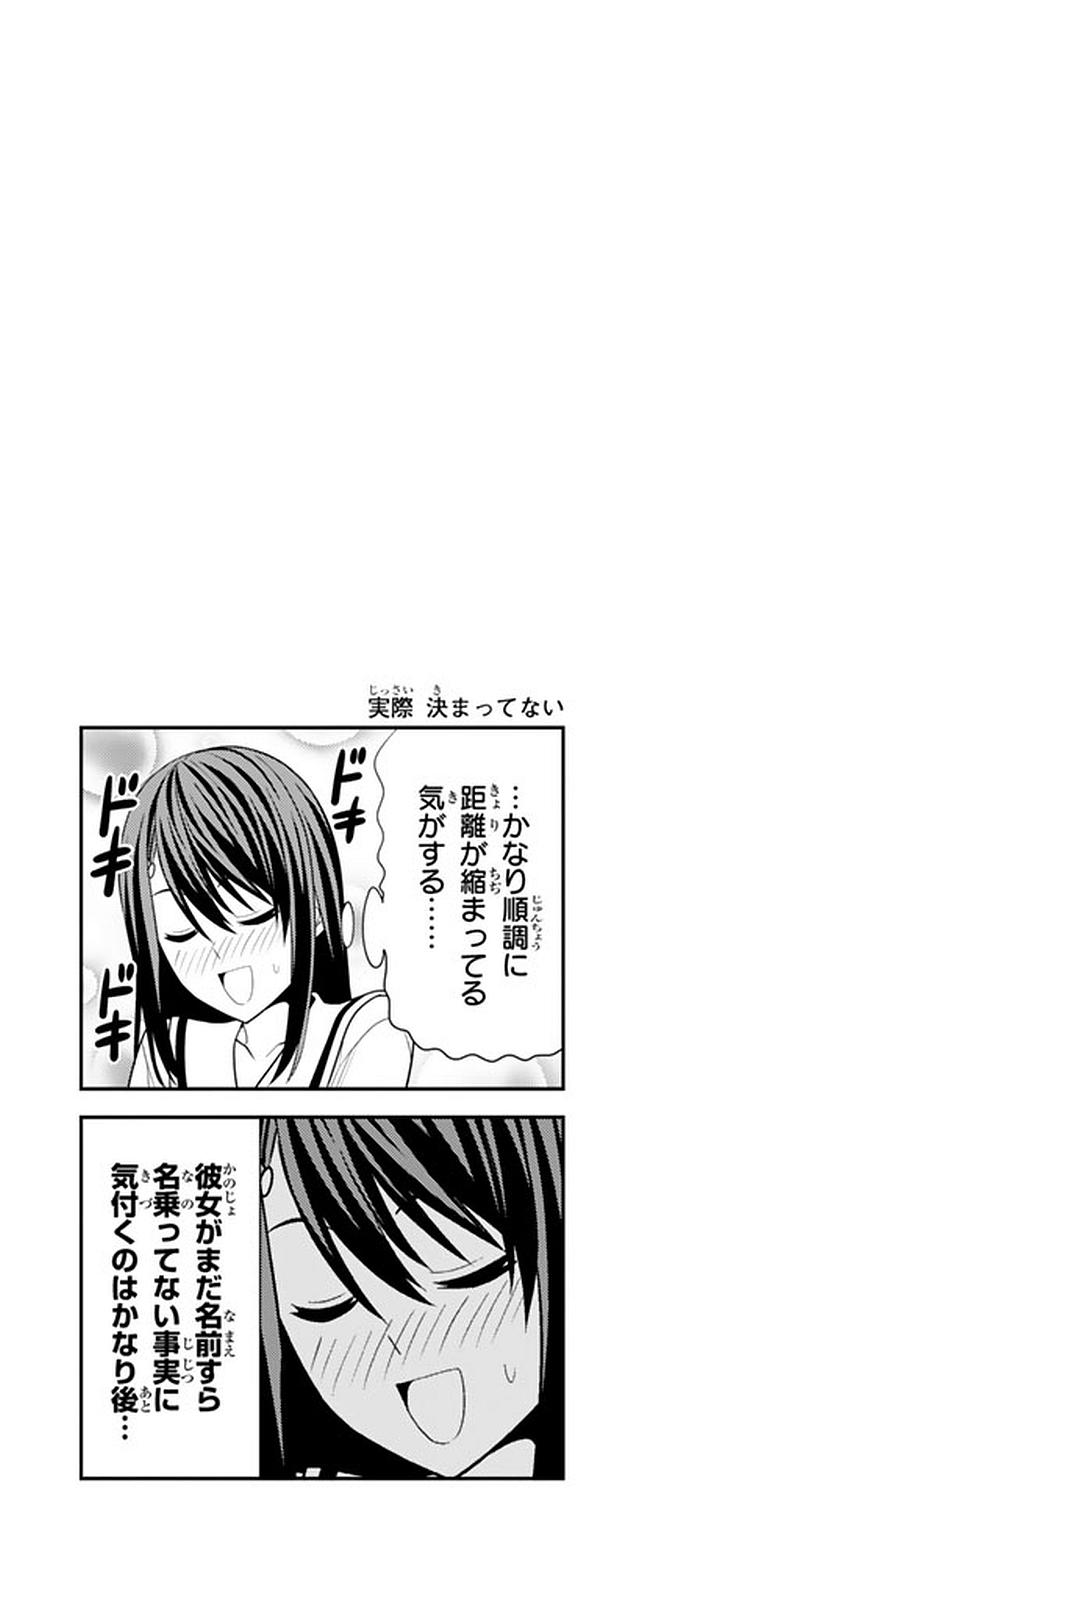 実際 決まってない
…かなり順調に
距離が縮まってる
気がする……
ドキ
ドキ
ドキ
彼女がまだ名前すら
名乗ってない事実に
気付くのはかなり後…